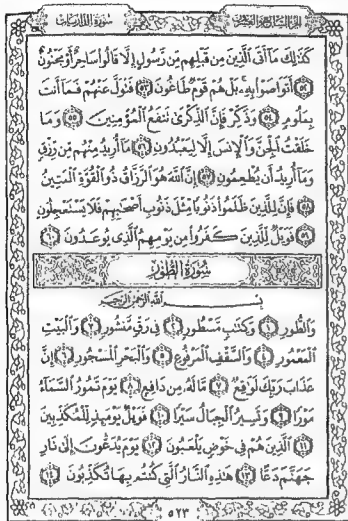 الجزء السابع والعشرون سورة الذاريات
كَذَٰلِكَ مَآ أَتَى ٱلَّذِينَ مِن قَبْلِهِم مِّن رَّسُولٍ إِلَّا قَالُوا۟ سَاحِرٌ أَوْ مَجْنُونٌ
٥٢ أَتَوَاصَوْا۟ بِهِۦ ۚ بَلْ هُمْ قَوْمٌ طَاغُونَ ٥٣ فَتَوَلَّ عَنْهُمْ فَمَآ أَنتَ
بِمَلُومٍ ٥٤ وَذَكِّرْ فَإِنَّ ٱلذِّكْرَىٰ تَنفَعُ ٱلْمُؤْمِنِينَ ٥٥ وَمَا
خَلَقْتُ ٱلْجِنَّ وَٱلْإِنسَ إِلَّا لِيَعْبُدُونِ ٥٦ مَآ أُرِيدُ مِنْهُم مِّن رِّزْقٍ
وَمَآ أُرِيدُ أَن يُطْعِمُونِ ٥٧ إِنَّ ٱللَّهَ هُوَ ٱلرَّزَّاقُ ذُو ٱلْقُوَّةِ ٱلْمَتِينُ
٥٨ فَإِنَّ لِلَّذِينَ ظَلَمُوا۟ ذَنُوبًا مِّثْلَ ذَنُوبِ أَصْحَٰبِهِمْ فَلَا يَسْتَعْجِلُونِ
٥٩ فَوَيْلٌ لِّلَّذِينَ كَفَرُوا۟ مِن يَوْمِهِمُ ٱلَّذِى يُوعَدُونَ ٦٠
سُورَةُ ٱلطُّورِ
بِسْمِ ٱللَّهِ ٱلرَّحْمَٰنِ ٱلرَّحِيمِ
وَٱلطُّورِ ١ وَكِتَٰبٍ مَّسْطُورٍ ٢ فِى رَقٍّ مَّنشُورٍ ٣ وَٱلْبَيْتِ
ٱلْمَعْمُورِ ٤ وَٱلسَّقْفِ ٱلْمَرْفُوعِ ٥ وَٱلْبَحْرِ ٱلْمَسْجُورِ ٦ إِنَّ
عَذَابَ رَبِّكَ لَوَٰقِعٌ ٧ مَّا لَهُۥ مِن دَافِعٍ ٨ يَوْمَ تَمُورُ ٱلسَّمَآءُ
مَوْرًا ٩ وَتَسِيرُ ٱلْجِبَالُ سَيْرًا ١٠ فَوَيْلٌ يَوْمَئِذٍ لِّلْمُكَذِّبِينَ
١١ ٱلَّذِينَ هُمْ فِى خَوْضٍ يَلْعَبُونَ ١٢ يَوْمَ يُدَعُّونَ إِلَىٰ نَارِ
جَهَنَّمَ دَعًّا ١٣ هَٰذِهِ ٱلنَّارُ ٱلَّتِى كُنتُم بِهَا تُكَذِّبُونَ ١٤
٥٢٣